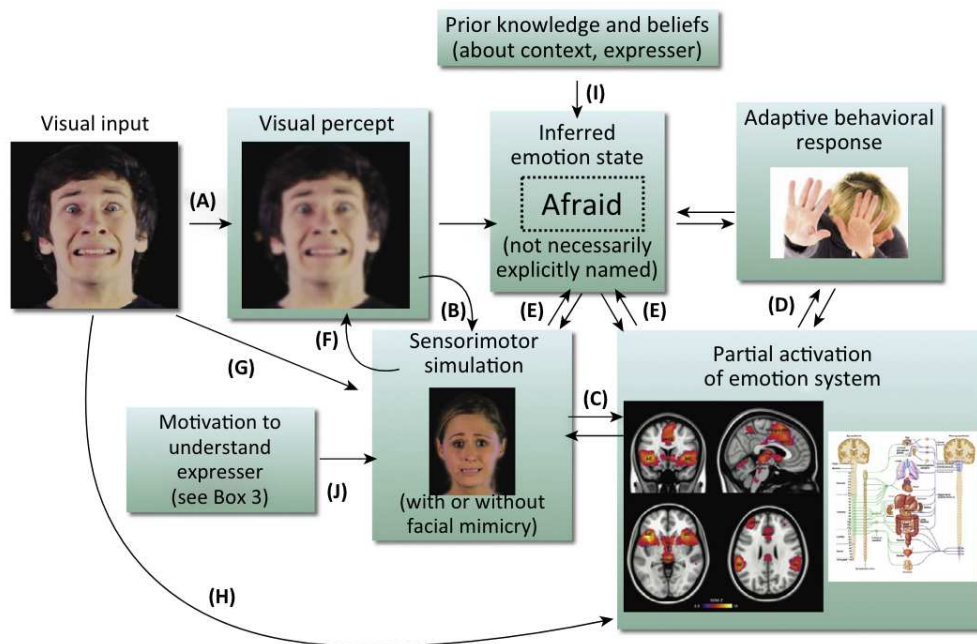 Prior knowledge and beliefs
(about context, expresser)
(I)
Visual input
Visual percept
Inferred
emotion state
Afraid
(not necessarily
explicitly named)
Adaptive behavioral
response
(A)
(B)
(E)
(E)
(D)
(F)
(G)
Sensorimotor
simulation
(with or without
facial mimicry)
(C)
Partial activation
of emotion system
Motivation to
understand
expresser
(see Box 3)
(J)
(H)